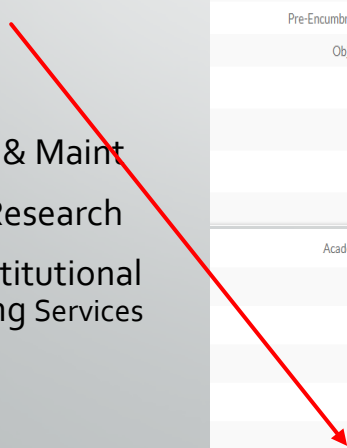 Pre-Encumbr
Ob
& Maint
Research
titutional
ng Services
Acad